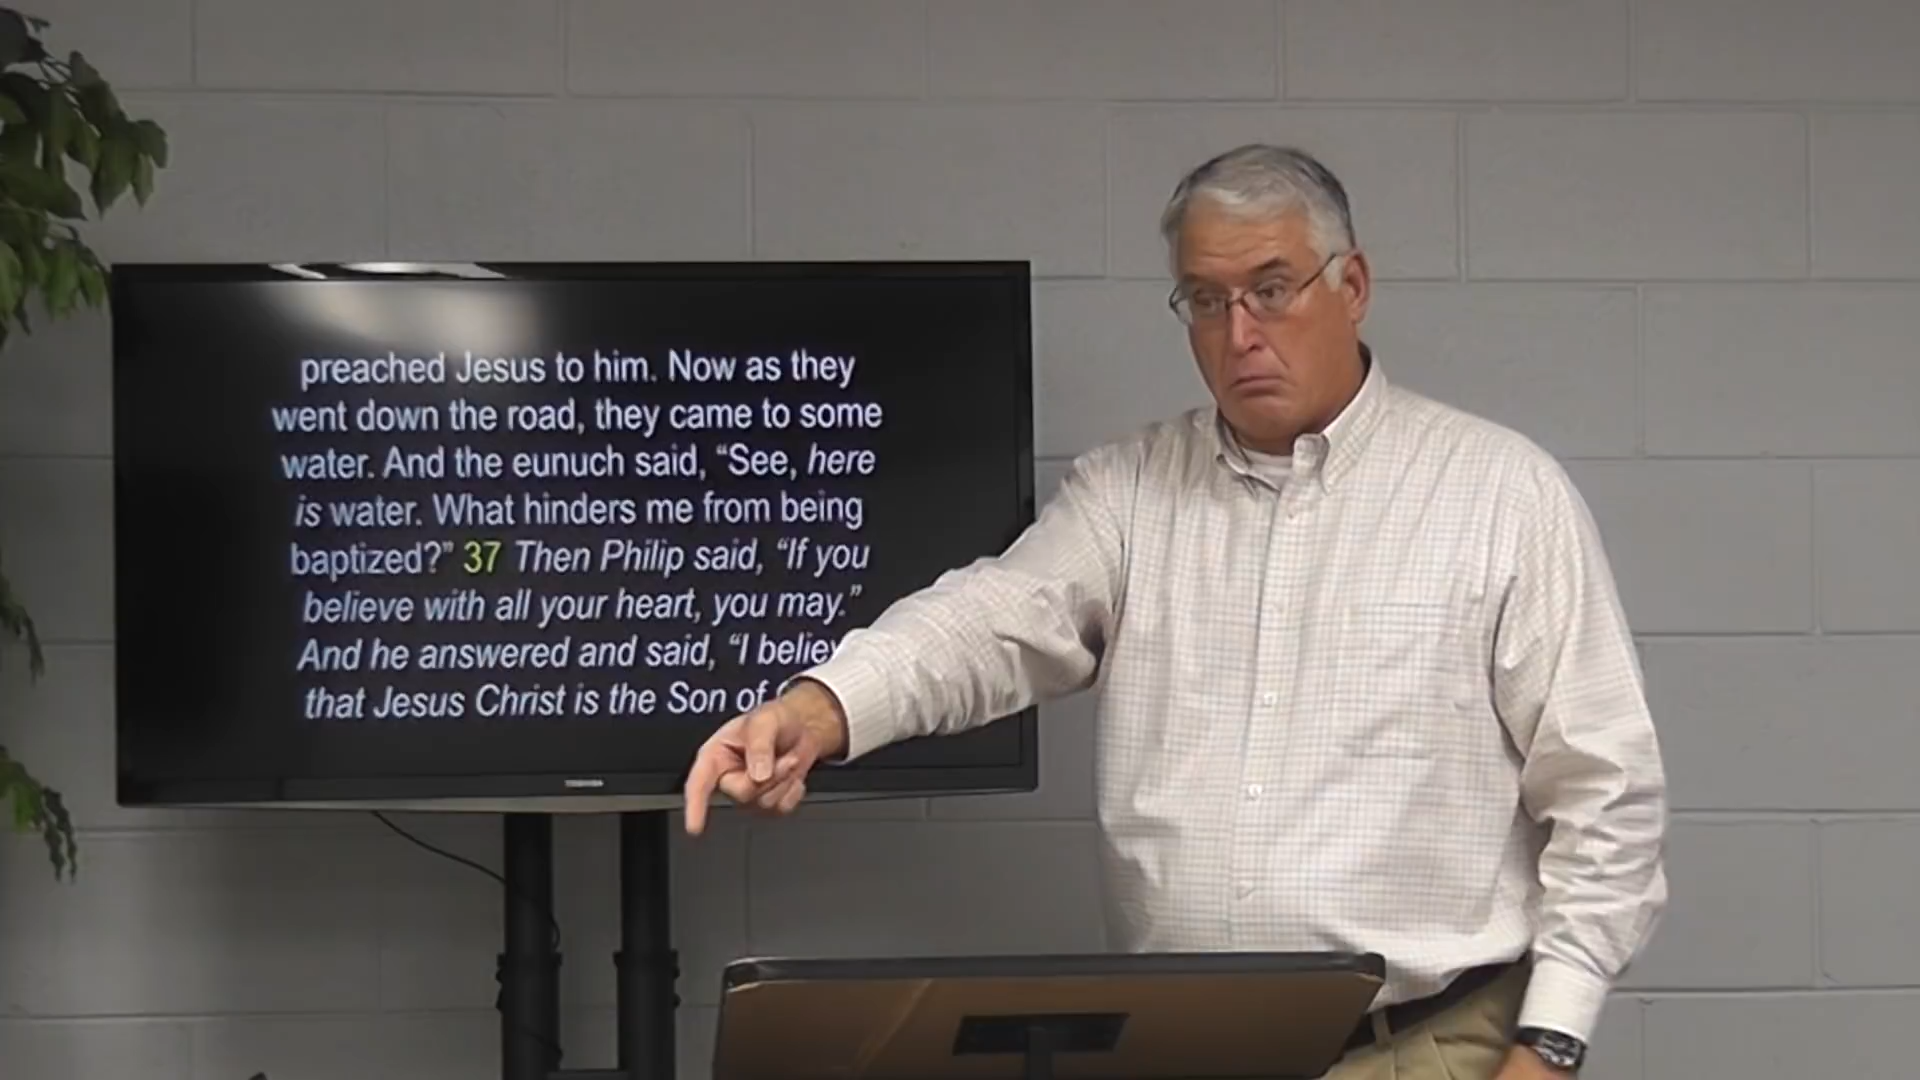 preached Jesus to him. Now as they
went down the road, they came to some
water. And the eunuch said, “See, here
is water. What hinders me from being
baptized?” 37 Then Philip said, “If you
believe with all your heart, you may.”
And he answered and said, “I
that Jesus Christ is the Son of
TOSHIBA